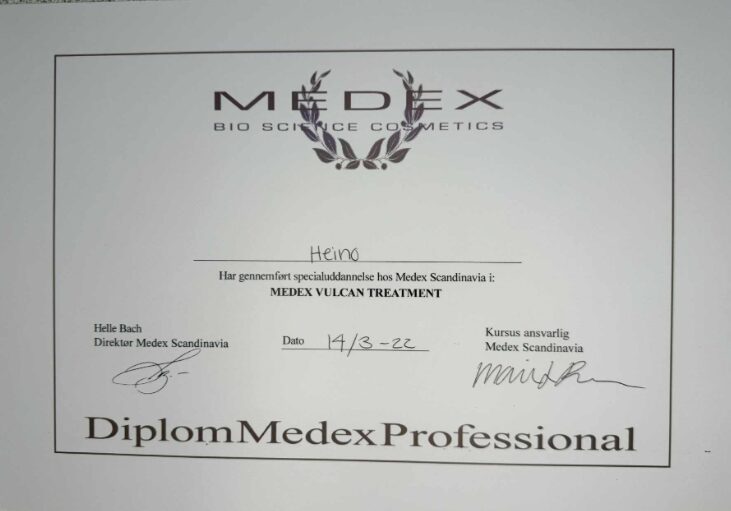 MEDEX
BIO SCIENCE COSMETICS
Heino
Har gennemført specialuddannelse hos Medex Scandinavia i:
MEDEX VULCAN TREATMENT
Helle Bach
Direktør Medex Scandinavia
Dato 14/3-22
Kursus ansvarlig
Medex Scandinavia
DiplomMedexProfessional